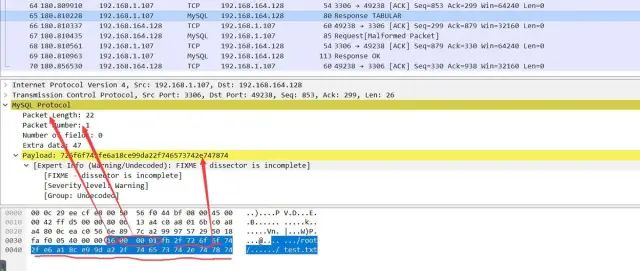 64 180.809910 192.168.1.107 TCP 192.168.164.128 54 3306 → 49238 [ACK] Seq=853 Ack=299 Win=64240 Len=0
65 180.810228 192.168.1.107 MySQL 192.168.164.128 80 Response TABULAR
66 180.810337 192.168.164.128 TCP 192.168.1.107 60 49238 → 3306 [ACK] Seq=299 Ack=879 Win=32160 Len=0
67 180.810435 192.168.164.128 MySQL 192.168.1.107 85 Request[Malformed Packet]
68 180.810560 192.168.1.107 TCP 192.168.164.128 54 3306 → 49238 [ACK] Seq=879 Ack=330 Win=64240 Len=0
69 180.816363 192.168.1.107 MySQL 192.168.164.128 113 Response OK
70 180.856530 192.168.164.128 TCP 192.168.1.107 60 49238 → 3306 [ACK] Seq=330 Ack=938 Win=32160 Len=0
Internet Protocol Version 4, Src: 192.168.1.107, Dst: 192.168.164.128
Transmission Control Protocol, Src Port: 3306, Dst Port: 49238, Seq: 853, Ack: 299, Len: 26
MySQL Protocol
Packet Length: 22
Packet Number: 1
Number of fields: 0
Extra data: 47
Payload:
[Expert Info (Warning/Undecoded): FIXME - dissector is incomplete]
[FIXME - dissector is incomplete]
[Severity level: Warning]
[Group: Undecoded]
0000 00 0c 29 ee cf 00 50 56 f0 44 bf 08 00 45 00
0010 00 42 ff d5 00 00 06 13 a4 c0 a8 01 6b c0 a8
0020 a4 80 0c ea c0 56 6e 89 7c a2 99 97 57 29 50 18
0030 fa f0 05 40 00 00 16 00 00 01 fb 2f 72 6f 6f 74 /root
0040 2f e6 a1 8c e9 9d a2 2f 74 65 73 74 2e 74 78 74 test.txt